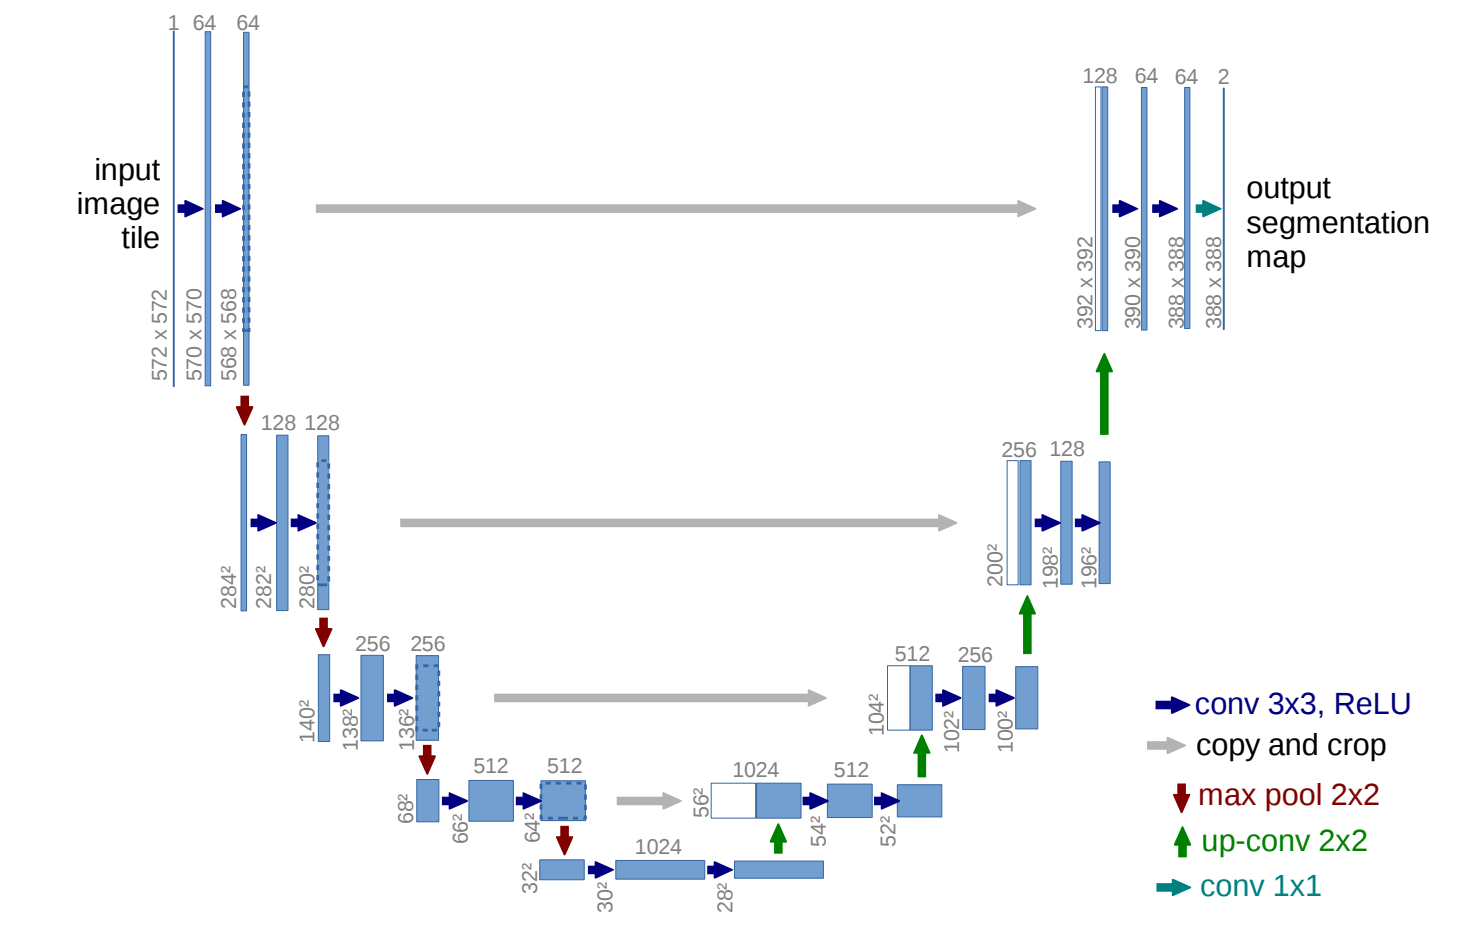 1 64 64
input
image
tile
572 x 572
570 x 570
568 x 568
128 64 64 2
output
segmentation
map
392 x 392
390 x 390
388 x 388
388 x 388
128 128
284²
282²
280²
256 128
200²
198²
196²
256 256
140²
138²
136²
512 256
104²
102²
100²
512 512
68²
66²
64²
1024 512
56²
54²
52²
1024
32²
30²
28²
conv 3x3, ReLU
copy and crop
max pool 2x2
up-conv 2x2
conv 1x1